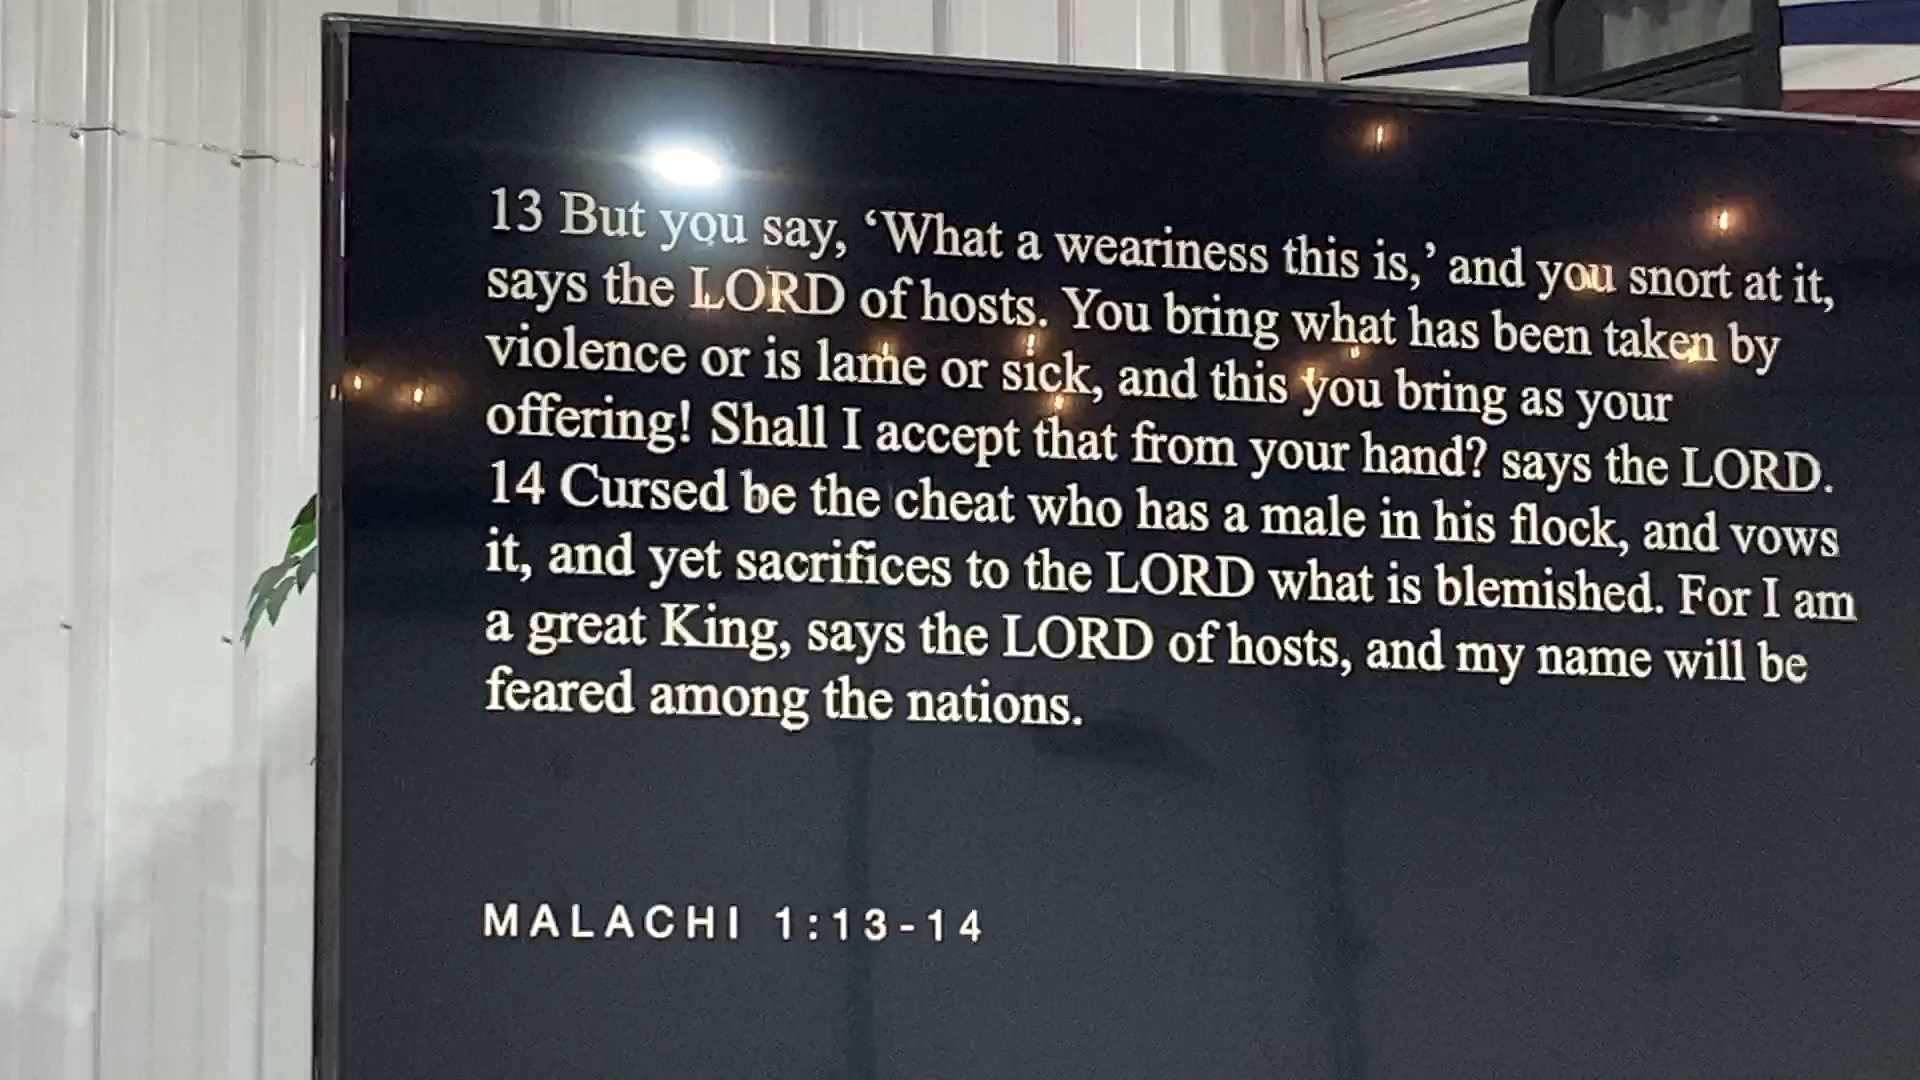 13 But you say, ‘What a weariness this is,’ and you snort at it,
says the LORD of hosts. You bring what has been taken by
violence or is lame or sick, and this you bring as your
offering! Shall I accept that from your hand? says the LORD.
14 Cursed be the cheat who has a male in his flock, and vows
it, and yet sacrifices to the LORD what is blemished. For I am
a great King, says the LORD of hosts, and my name will be
feared among the nations.
MALACHI 1:13-14